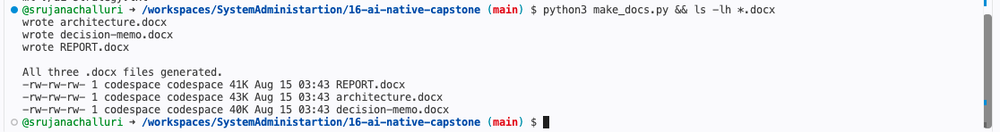 @srujanachalluri → /workspaces/SystemAdministartion/16-ai-native-capstone (main) $ python3 make_docs.py && ls -lh *.docx
wrote architecture.docx
wrote decision-memo.docx
wrote REPORT.docx
All three .docx files generated.
-rw-rw-rw- 1 codespace codespace 41K Aug 15 03:43 REPORT.docx
-rw-rw-rw- 1 codespace codespace 43K Aug 15 03:43 architecture.docx
-rw-rw-rw- 1 codespace codespace 40K Aug 15 03:43 decision-memo.docx
@srujanachalluri → /workspaces/SystemAdministartion/16-ai-native-capstone (main) $